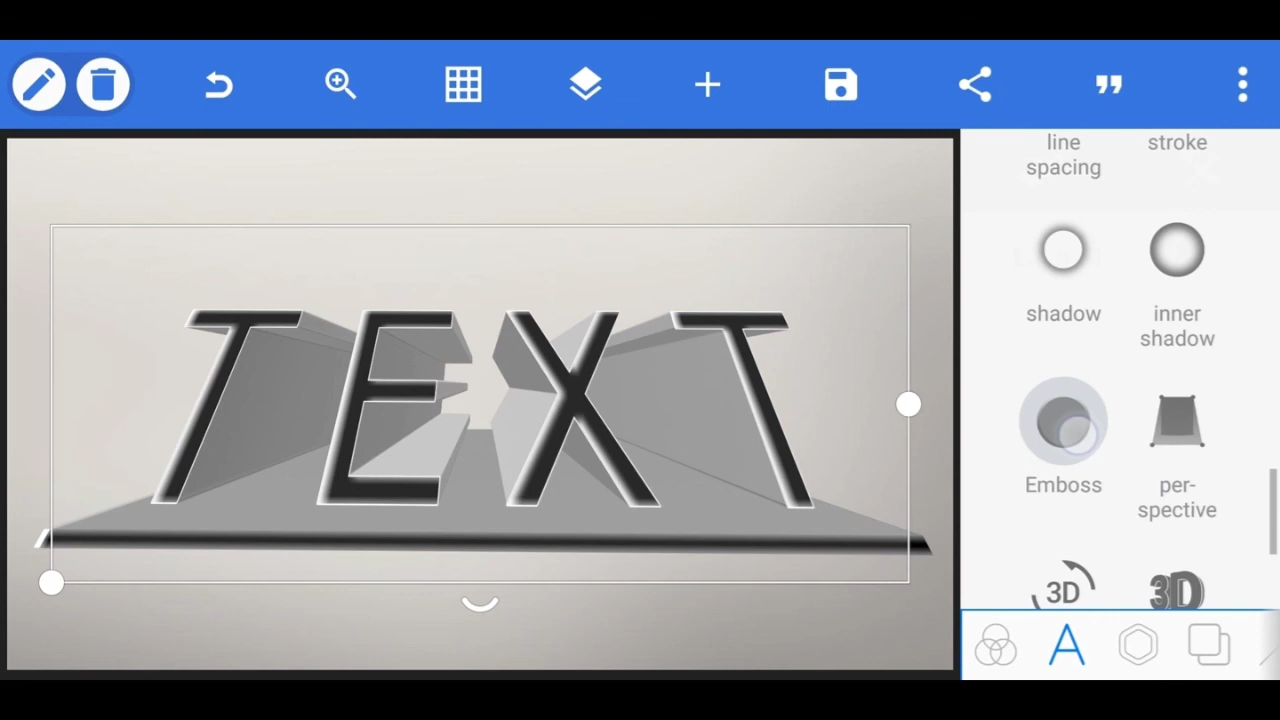 line
spacing
stroke
TEXT
shadow
inner
shadow
Emboss
per-
spective
3D
3D
A